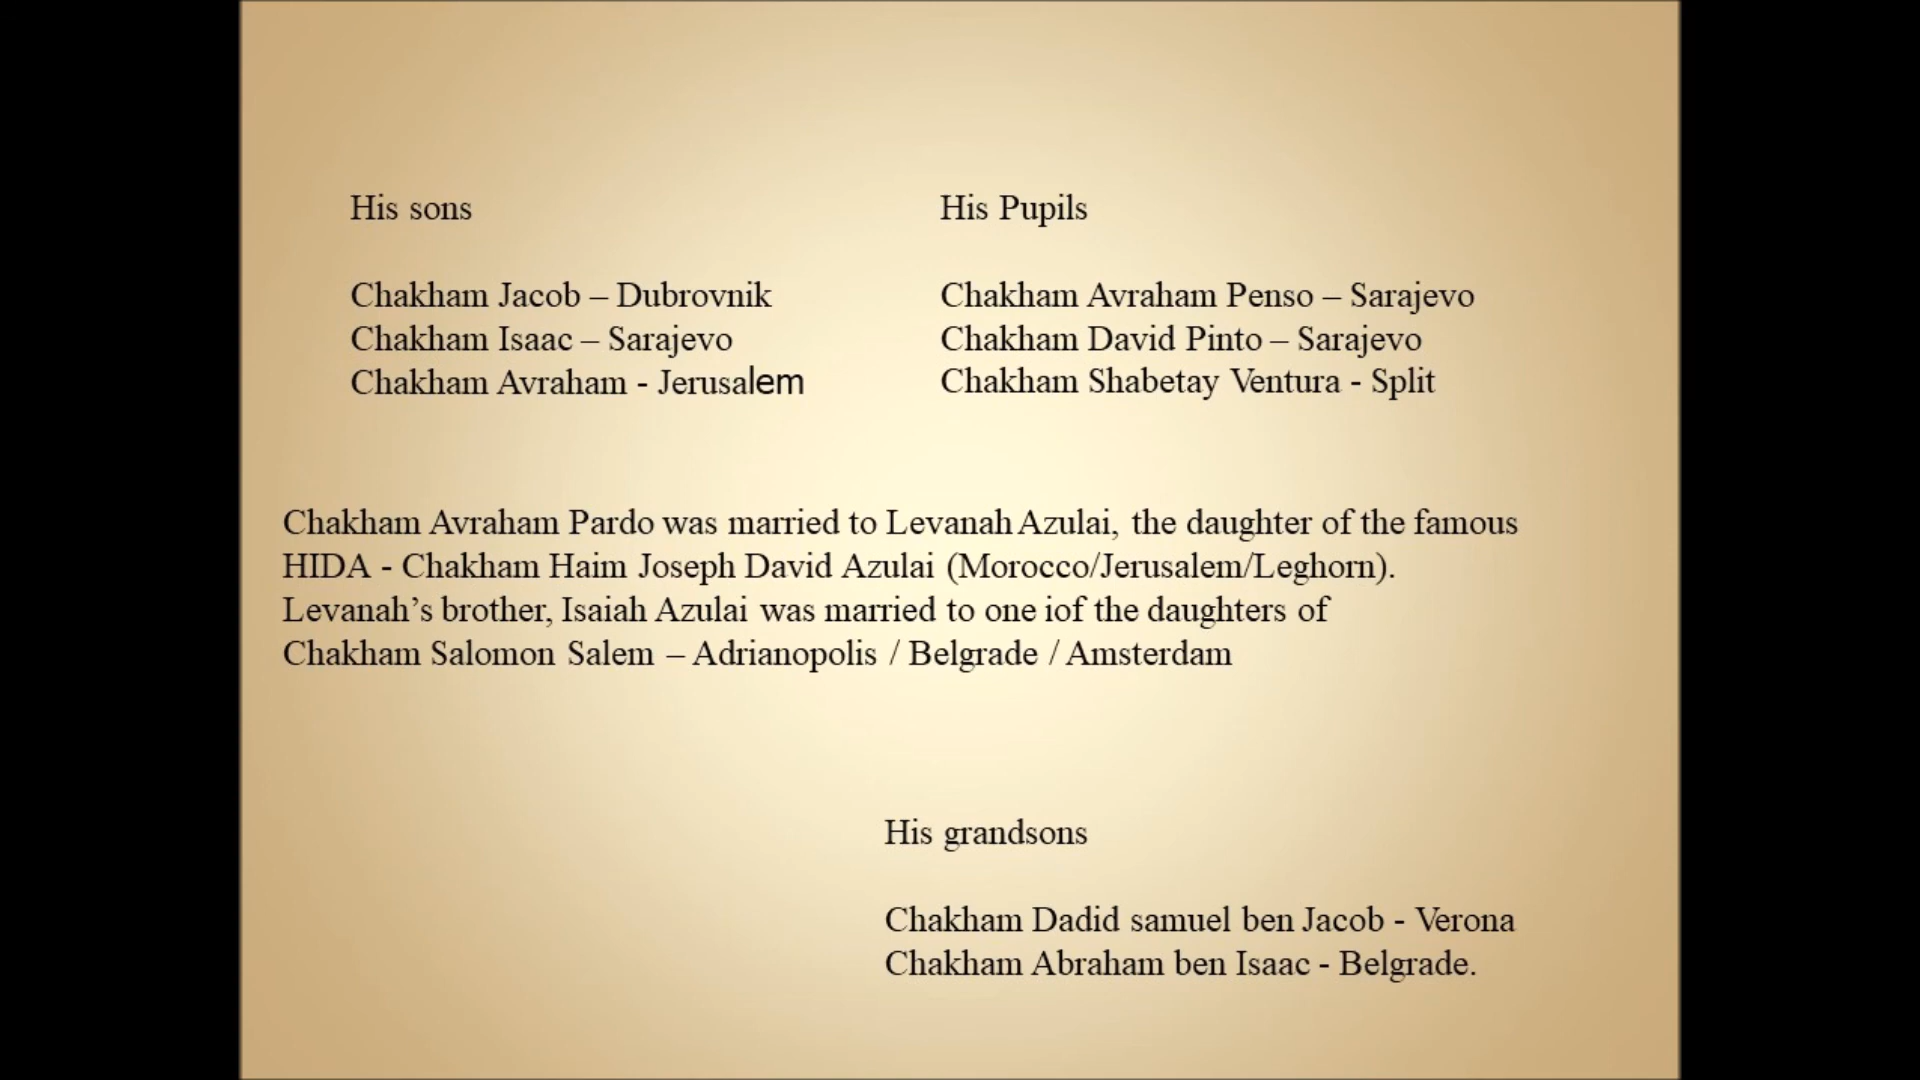 His sons
Chakham Jacob – Dubrovnik
Chakham Isaac – Sarajevo
Chakham Avraham - Jerusalem
His Pupils
Chakham Avraham Penso – Sarajevo
Chakham David Pinto – Sarajevo
Chakham Shabetay Ventura - Split
Chakham Avraham Pardo was married to Levanah Azulai, the daughter of the famous
HIDA - Chakham Haim Joseph David Azulai (Morocco/Jerusalem/Leghorn).
Levanah’s brother, Isaiah Azulai was married to one iof the daughters of
Chakham Salomon Salem – Adrianopolis / Belgrade / Amsterdam
His grandsons
Chakham Dadid samuel ben Jacob - Verona
Chakham Abraham ben Isaac - Belgrade.